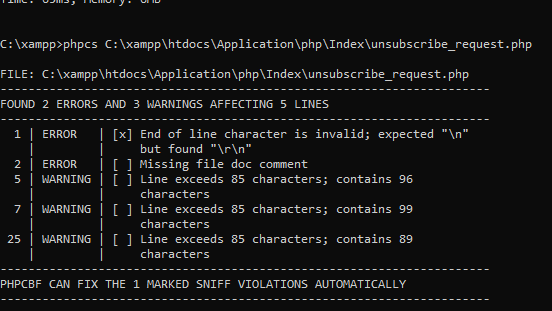 Time: 69ms; Memory: 6Mb
C:\xampp>phpcs C:\xampp\htdocs\Application\php\Index\unsubscribe_request.php
FILE: C:\xampp\htdocs\Application\php\Index\unsubscribe_request.php
----------------------------------------------------------------------
FOUND 2 ERRORS AND 3 WARNINGS AFFECTING 5 LINES
----------------------------------------------------------------------
  1 | ERROR   | [x] End of line character is invalid; expected "\n"
    |         |     but found "\r\n"
  2 | ERROR   | [ ] Missing file doc comment
  5 | WARNING | [ ] Line exceeds 85 characters; contains 96
    |         |     characters
  7 | WARNING | [ ] Line exceeds 85 characters; contains 99
    |         |     characters
 25 | WARNING | [ ] Line exceeds 85 characters; contains 89
    |         |     characters
----------------------------------------------------------------------
PHPCBF CAN FIX THE 1 MARKED SNIFF VIOLATIONS AUTOMATICALLY
----------------------------------------------------------------------